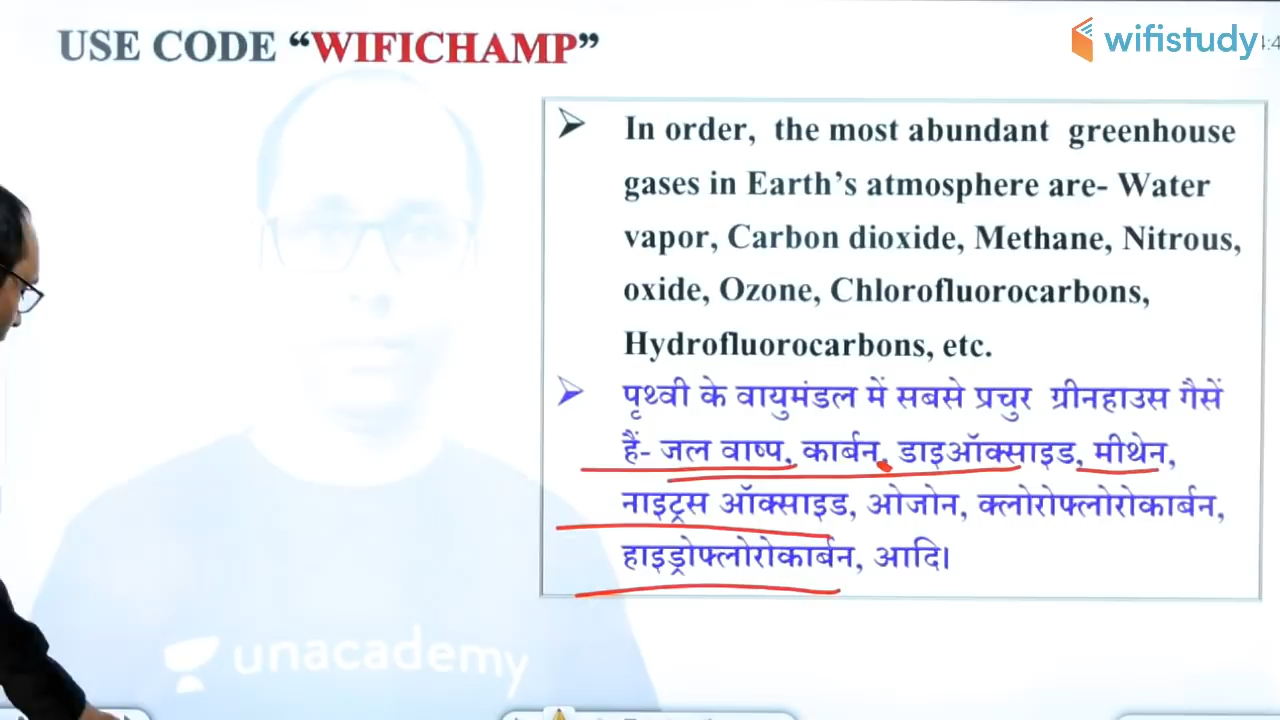 USE CODE “WIFICHAMP”
wifistudy
In order, the most abundant greenhouse
gases in Earth’s atmosphere are- Water
vapor, Carbon dioxide, Methane, Nitrous,
oxide, Ozone, Chlorofluorocarbons,
Hydrofluorocarbons, etc.
पृथ्वी के वायुमंडल में सबसे प्रचुर ग्रीनहाउस गैसें
हैं- जल वाष्प, कार्बन, डाइऑक्साइड, मीथेन,
नाइट्रस ऑक्साइड, ओजोन, क्लोरोफ्लोरोकार्बन,
हाइड्रोफ्लोरोकार्बन, आदि।
unacademy